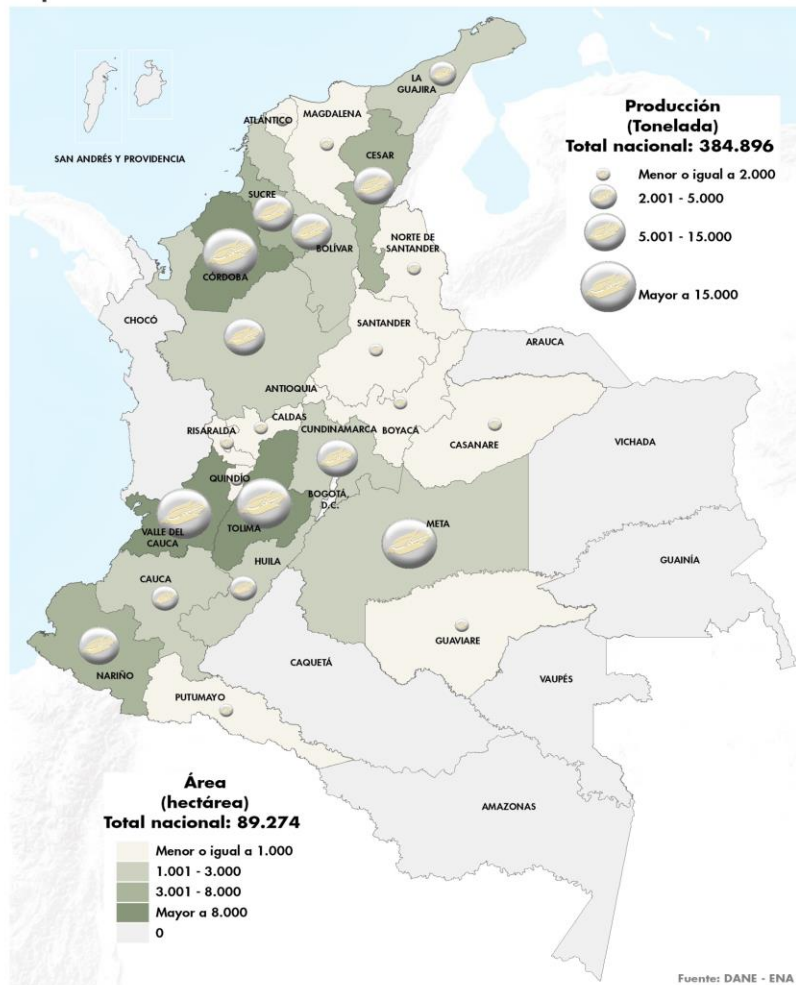 LA
GUAJIRA
ATLÁNTICO
MAGDALENA
SAN ANDRÉS Y PROVIDENCIA
CESAR
Producción
(Tonelada)
Total nacional: 384.896
Menor o igual a 2.000
2.001 - 5.000
5.001 - 15.000
Mayor a 15.000
SUCRE
BOLÍVAR
NORTE DE
SANTANDER
CÓRDOBA
CHOCÓ
SANTANDER
ARAUCA
ANTIOQUIA
CALDAS
RISARALDA
CUNDINAMARCA
BOYACÁ
CASANARE
VICHADA
QUINDÍO
BOGOTÁ,
D.C.
VALLE DEL
CAUCA
TOLIMA
META
HUILA
GUAINÍA
CAUCA
GUAVIARE
NARIÑO
CAQUETÁ
VAUPÉS
PUTUMAYO
Área
(hectárea)
Total nacional: 89.274
Menor o igual a 1.000
1.001 - 3.000
3.001 - 8.000
Mayor a 8.000
0
AMAZONAS
Fuente: DANE - ENA